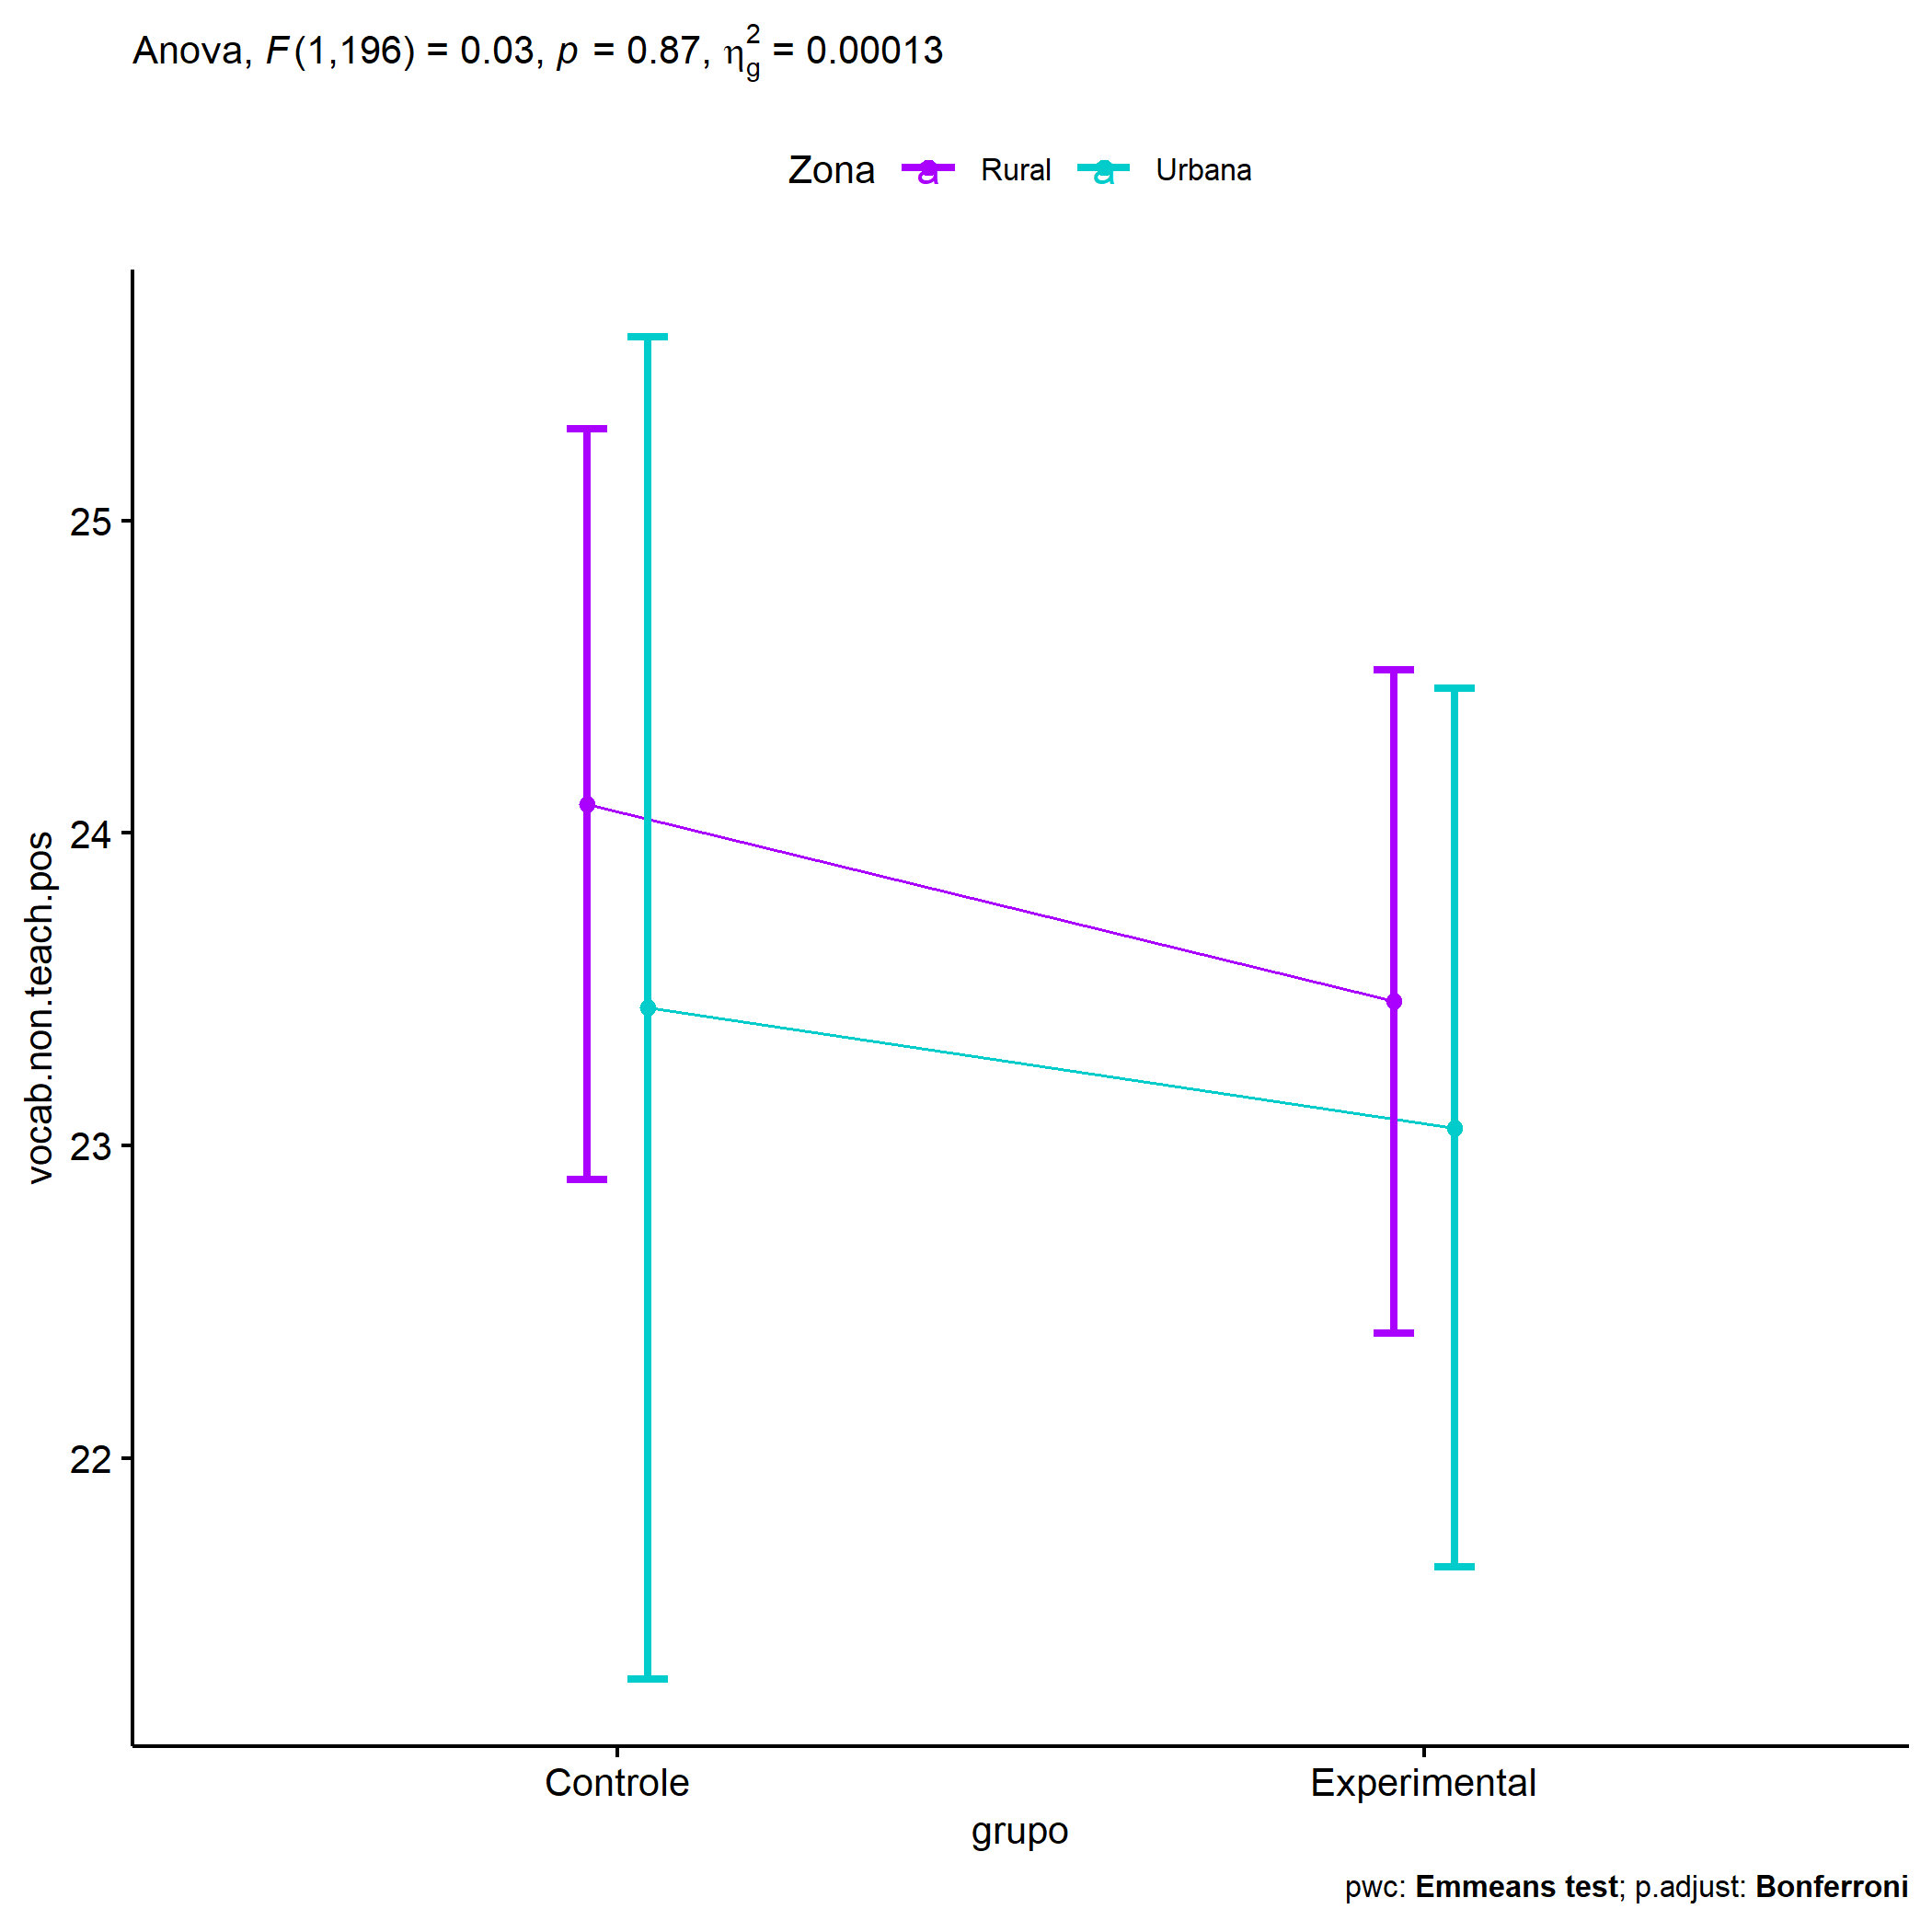 Anova, F(1,196) = 0.03, p = 0.87, η²g = 0.00013
Zona a Rural a Urbana
25
24
23
22
vocab.non.teach.pos
Controle Experimental
grupo
pwc: Emmeans test; p.adjust: Bonferroni